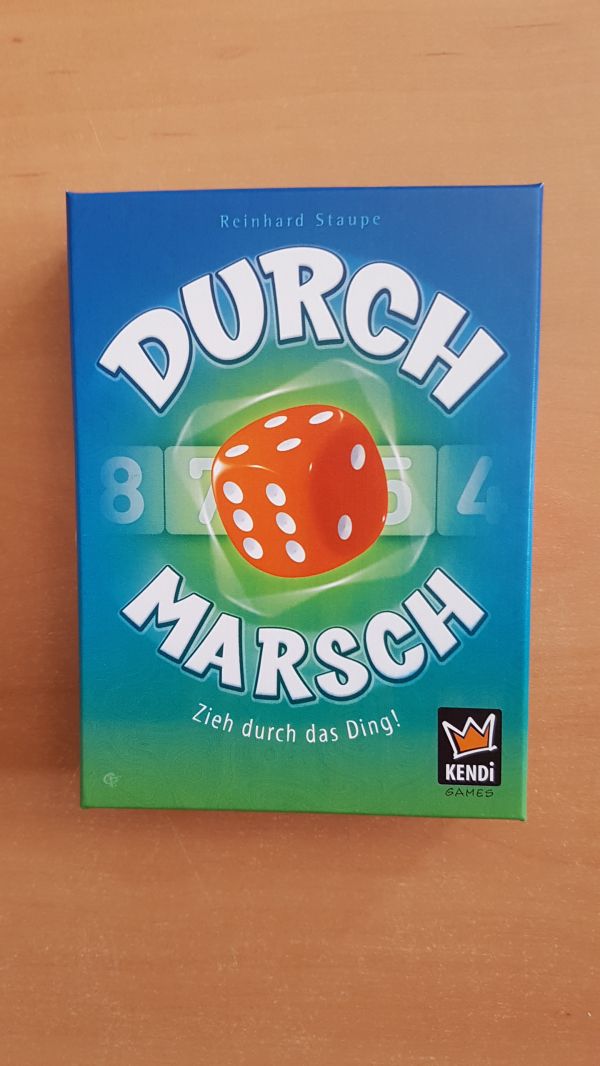 Reinhard Staupe
DURCH
8 7 5 4
MARSCH
Zieh durch das Ding!
KENDi
GAMES